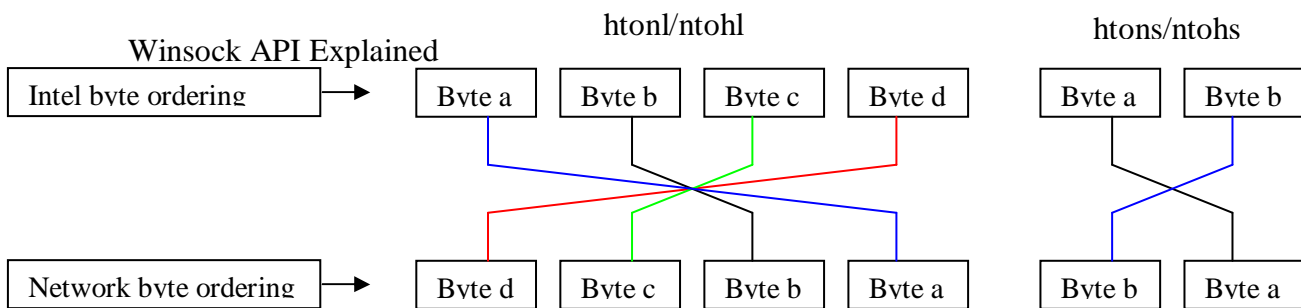 htonl/ntohl htons/ntohs
Winsock API Explained
Intel byte ordering Byte a Byte b Byte c Byte d Byte a Byte b
Network byte ordering Byte d Byte c Byte b Byte a Byte b Byte a